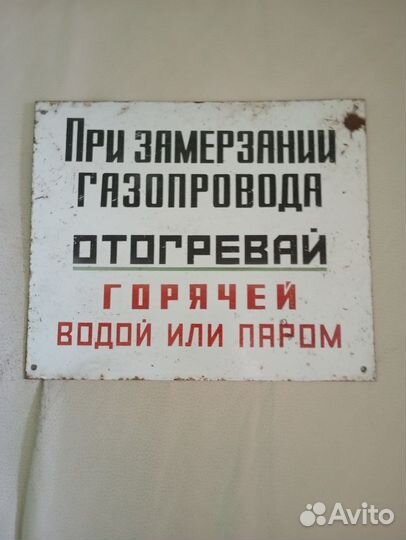 При замерзании
газопровода
отогревай
горячей
водой или паром
Avito